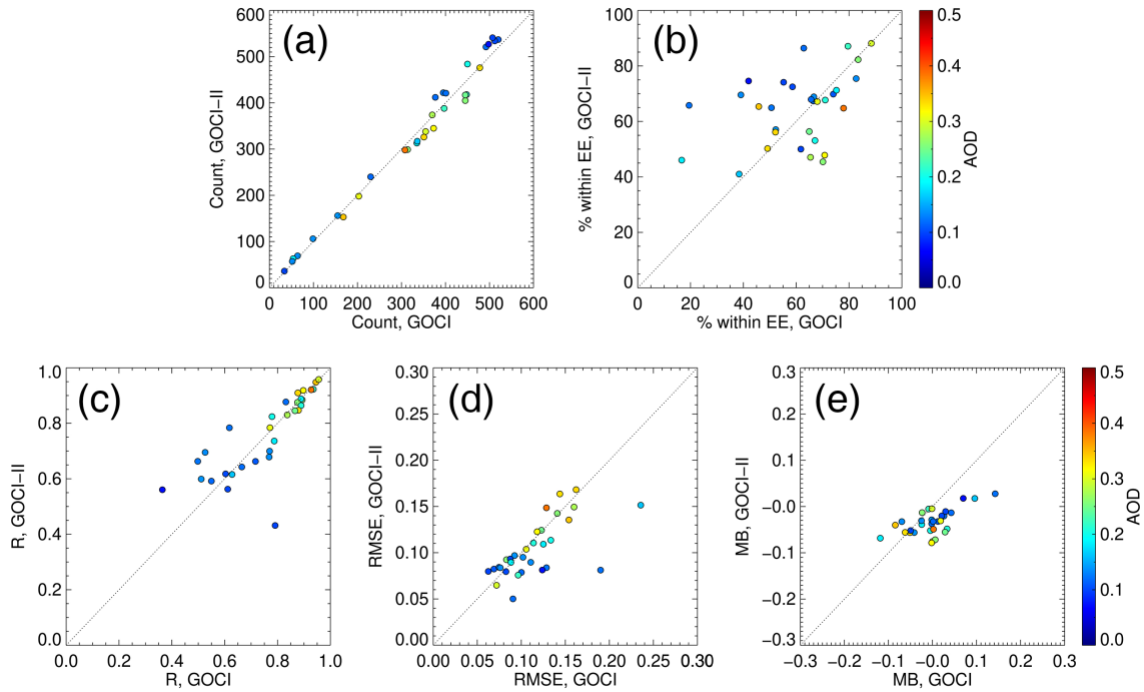 (a)
600
500
400
300
200
100
0
Count, GOCI-II
0 100 200 300 400 500 600
Count, GOCI
(b)
100
80
60
40
20
0
% within EE, GOCI-II
0 20 40 60 80 100
% within EE, GOCI
0.5
0.4
0.3
0.2
0.1
0.0
AOD
(c)
1.0
0.8
0.6
0.4
0.2
0.0
R, GOCI-II
0.0 0.2 0.4 0.6 0.8 1.0
R, GOCI
(d)
0.30
0.25
0.20
0.15
0.10
0.05
0.00
RMSE, GOCI-II
0.00 0.05 0.10 0.15 0.20 0.25 0.30
RMSE, GOCI
(e)
0.3
0.2
0.1
−0.0
−0.1
−0.2
−0.3
MB, GOCI-II
−0.3 −0.2 −0.1 −0.0 0.1 0.2 0.3
MB, GOCI
0.5
0.4
0.3
0.2
0.1
0.0
AOD